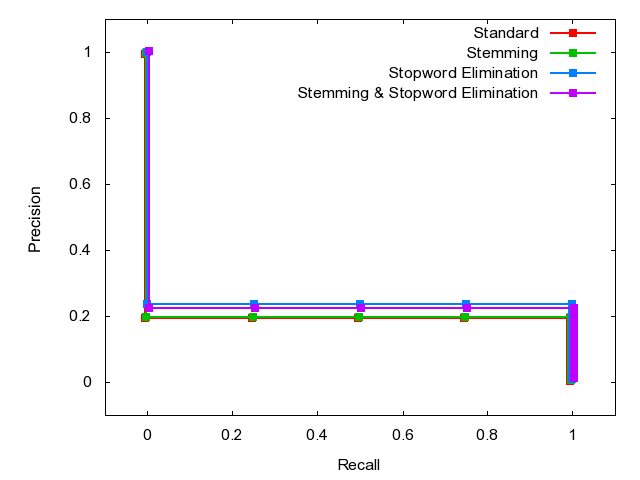 Standard
Stemming
Stopword Elimination
Stemming & Stopword Elimination
1
0.8
0.6
0.4
0.2
0
Precision
0 0.2 0.4 0.6 0.8 1
Recall